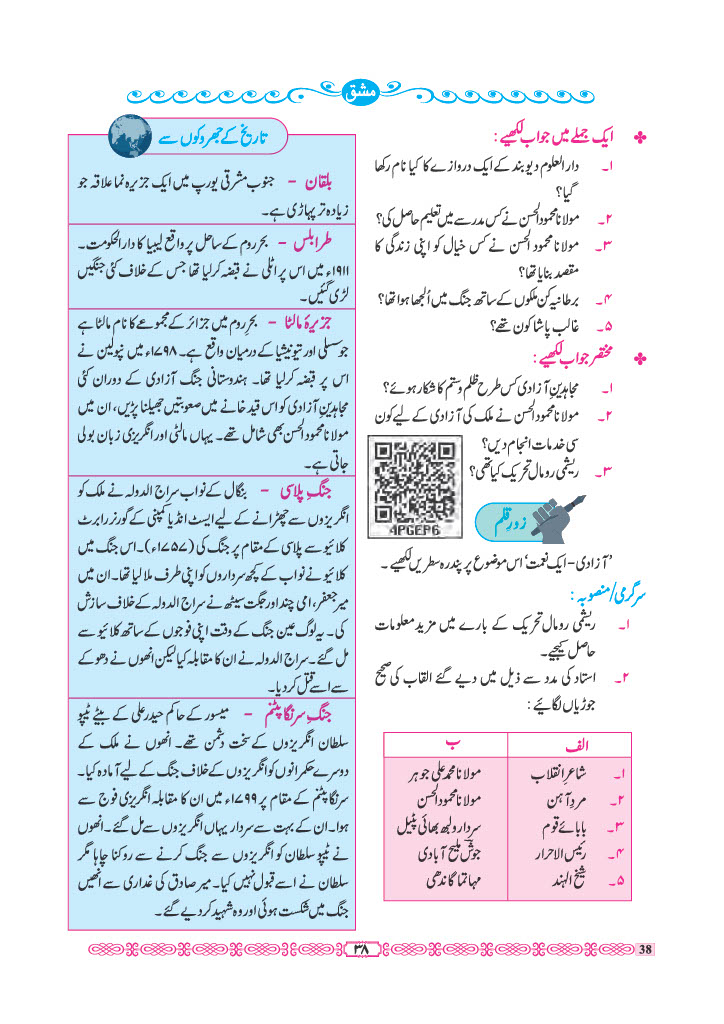 مشق
ایک جملے میں جواب لکھیے :
۱۔ دارالعلوم دیوبند کے ایک دروازے کا کیا نام رکھا
گیا؟
۲۔ مولانا محمود الحسن نے کس مدرسے میں تعلیم حاصل کی؟
۳۔ مولانا محمود الحسن نے کس خیال کو اپنی زندگی کا
مقصد بنایا تھا؟
۴۔ برطانیہ کن ملکوں کے ساتھ جنگ میں اُلجھا ہوا تھا؟
۵۔ غالب پاشا کون تھے؟
مختصر جواب لکھیے :
۱۔ مجاہدینِ آزادی کس طرح ظلم و ستم کا شکار ہوئے؟
۲۔ مولانا محمود الحسن نے ملک کی آزادی کے لیے کون
سی خدمات انجام دیں؟
۳۔ ریشمی رومال تحریک کیا تھی؟
4PGEP6
زورِ قلم
’آزادی - ایک نعمت‘ اس موضوع پر پندرہ سطریں لکھیے ۔
سرگرمی/منصوبہ :
۱۔ ریشمی رومال تحریک کے بارے میں مزید معلومات
حاصل کیجیے۔
۲۔ استاد کی مدد سے ذیل میں دیے گئے القاب کی صحیح
جوڑیاں لگائیے :
الف ب
۱۔ شاعرِ انقلاب مولانا محمد علی جوہر
۲۔ مردِ آہن مولانا محمود الحسن
۳۔ بابائے قوم سردار ولبھ بھائی پٹیل
۴۔ رئیس الاحرار جوشؔ ملیح آبادی
۵۔ شیخ الہند مہاتما گاندھی
تاریخ کے جھروکوں سے
بلقان - جنوب مشرقی یورپ میں ایک جزیرہ نما علاقہ جو
زیادہ تر پہاڑی ہے۔
طرابلس - بحرِ روم کے ساحل پر واقع لیبیا کا دارالحکومت۔
۱۹۱۱ء میں اس پر اٹلی نے قبضہ کرلیا تھا جس کے خلاف کئی جنگیں
لڑی گئیں۔
جزیرۂ مالٹا - بحرِ روم میں جزائر کے مجموعے کا نام مالٹا ہے
جو سسلی اور تیونیشیا کے درمیان واقع ہے۔ ۱۷۹۸ء میں نپولین نے
اس پر قبضہ کرلیا تھا۔ ہندوستانی جنگ آزادی کے دوران کئی
مجاہدینِ آزادی کو اس قید خانے میں صعوبتیں جھیلنا پڑیں، ان میں
مولانا محمود الحسن بھی شامل تھے۔ یہاں مالٹی اور انگریزی زبان بولی
جاتی ہے۔
جنگِ پلاسی - بنگال کے نواب سراج الدولہ نے ملک کو
انگریزوں سے چھڑانے کے لیے ایسٹ انڈیا کمپنی کے گورنر رابرٹ
کلائیو سے پلاسی کے مقام پر جنگ کی (۱۷۵۷ء)۔ اس جنگ میں
کلائیو نے نواب کے کچھ سرداروں کو اپنی طرف ملا لیا تھا۔ ان میں
میر جعفر، امی چند اور جگت سیٹھ نے سراج الدولہ کے خلاف سازش
کی۔ یہ لوگ عین جنگ کے وقت اپنی فوجوں کے ساتھ کلائیو سے
مل گئے۔ سراج الدولہ نے ان کا مقابلہ کیا لیکن انھوں نے دھوکے
سے اسے قتل کردیا۔
جنگِ سرنگا پٹنم - میسور کے حاکم حیدر علی کے بیٹے ٹیپو
سلطان انگریزوں کے سخت دشمن تھے۔ انھوں نے ملک کے
دوسرے حکمرانوں کو انگریزوں کے خلاف جنگ کے لیے آمادہ کیا۔
سرنگا پٹنم کے مقام پر ۱۷۹۹ء میں ان کا مقابلہ انگریزی فوج سے
ہوا۔ ان کے بہت سے سردار یہاں انگریزوں سے مل گئے۔ انھوں
نے ٹیپو سلطان کو انگریزوں سے جنگ کرنے سے روکنا چاہا مگر
سلطان نے اسے قبول نہیں کیا۔ میر صادق کی غداری سے انھیں
جنگ میں شکست ہوئی اور وہ شہید کردیے گئے۔
۳۸
38